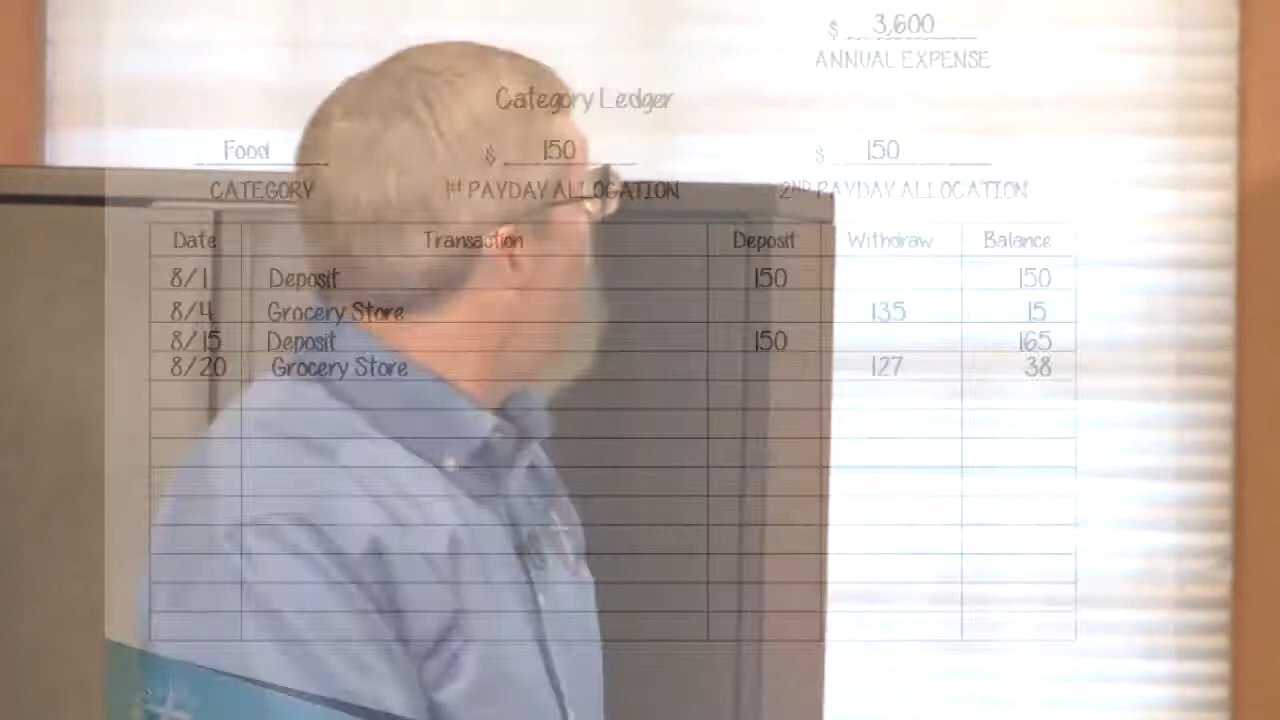 $ 3,600
ANNUAL EXPENSE
Category Ledger
Food $ 150 $ 150
CATEGORY 1st PAYDAY ALLOCATION 2ND PAYDAY ALLOCATION
Date Transaction Deposit Withdraw Balance
8/1 Deposit 150 150
8/4 Grocery Store 135 15
8/15 Deposit 150 165
8/20 Grocery Store 127 38